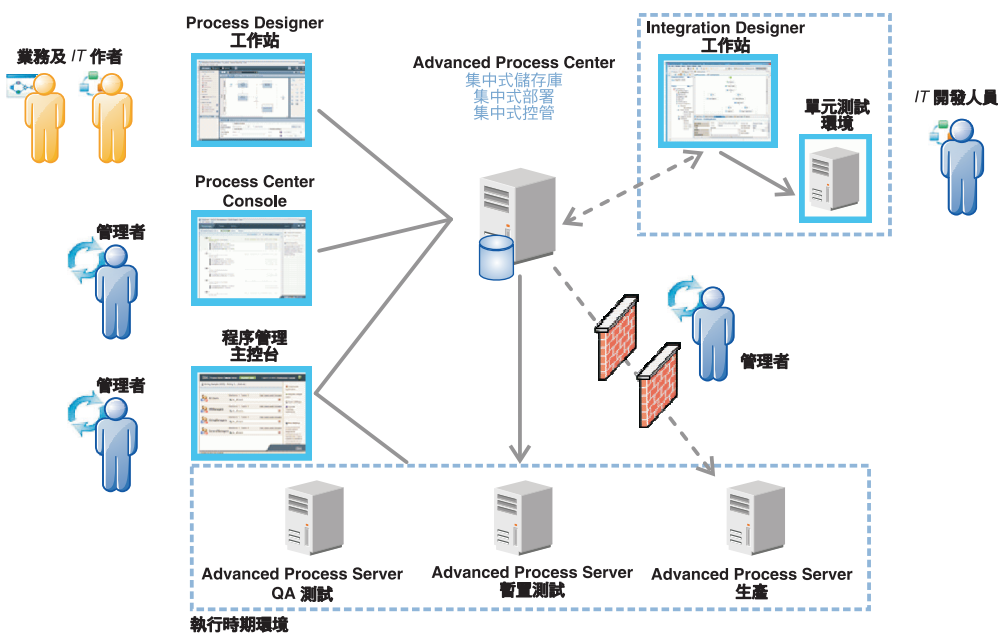 Process Designer
工作站
業務及 IT 作者
Advanced Process Center
集中式儲存庫
集中式部署
集中式控管
Integration Designer
工作站
單元測試
環境
IT 開發人員
Process Center
Console
管理者
程序管理
主控台
管理者
管理者
Advanced Process Server
QA 測試
Advanced Process Server
暫置測試
Advanced Process Server
生產
執行時期環境